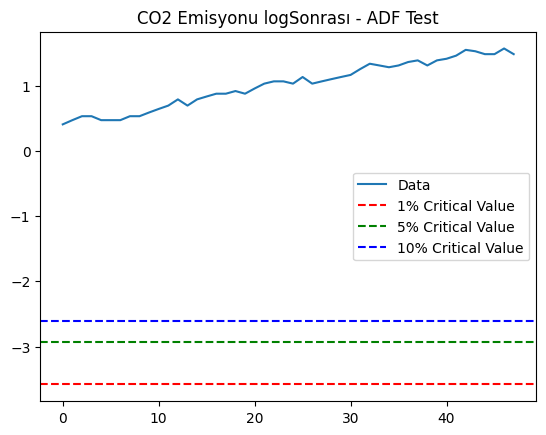 CO2 Emisyonu logSonrası - ADF Test
1
0
−1
−2
−3
Data
1% Critical Value
5% Critical Value
10% Critical Value
0 10 20 30 40